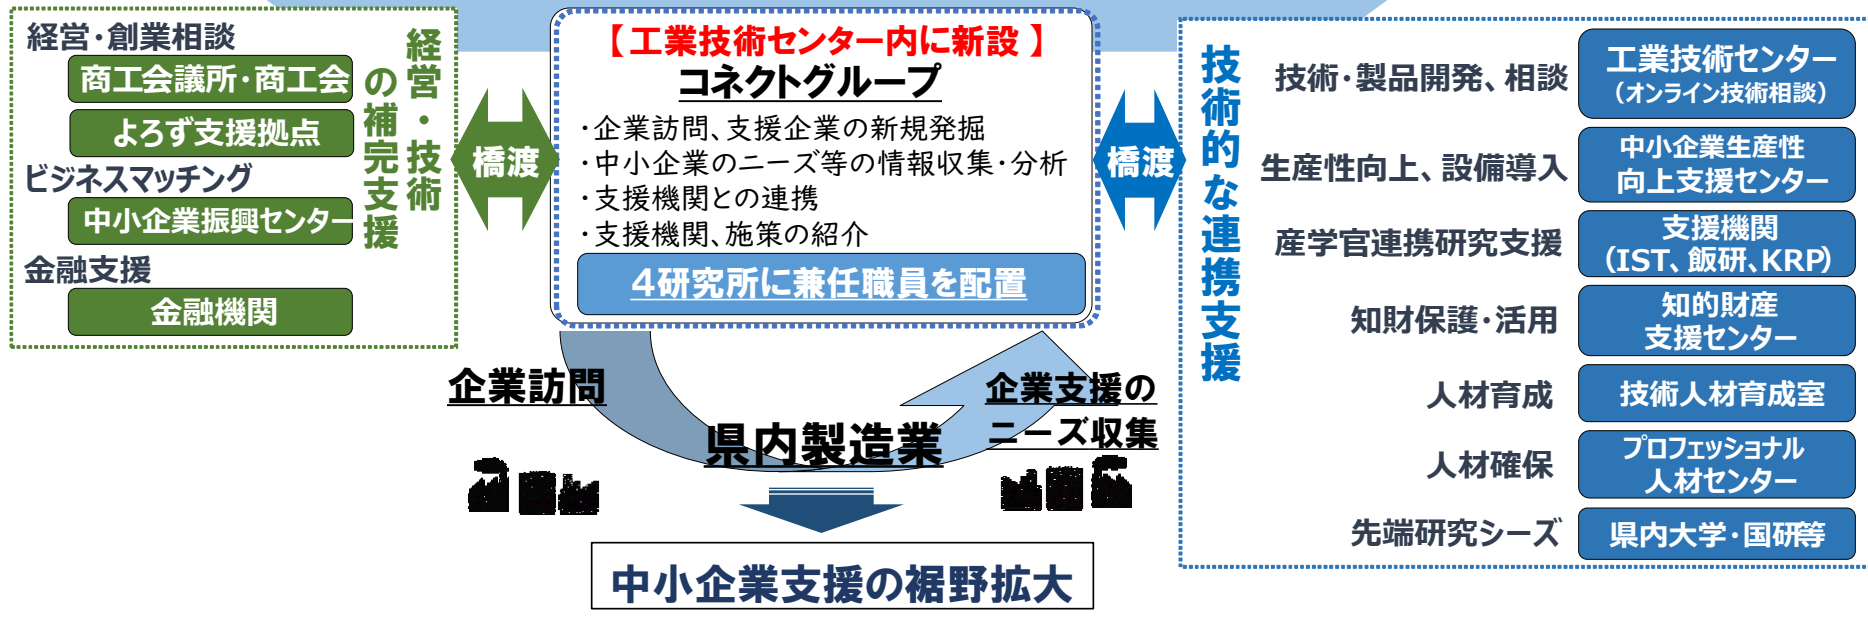 経営・創業相談
商工会議所・商工会
よろず支援拠点
ビジネスマッチング
中小企業振興センター
金融支援
金融機関
経営・技術
の補完支援
橋渡
【工業技術センター内に新設】
コネクトグループ
・企業訪問、支援企業の新規発掘
・中小企業のニーズ等の情報収集・分析
・支援機関との連携
・支援機関、施策の紹介
4研究所に兼任職員を配置
橋渡
技術的な連携支援
技術・製品開発、相談
工業技術センター
（オンライン技術相談）
生産性向上、設備導入
中小企業生産性
向上支援センター
産学官連携研究支援
支援機関
（IST、飯研、KRP）
知財保護・活用
知的財産
支援センター
人材育成
技術人材育成室
人材確保
プロフェッショナル
人材センター
先端研究シーズ
県内大学・国研等
企業訪問
県内製造業
企業支援の
ニーズ収集
中小企業支援の裾野拡大